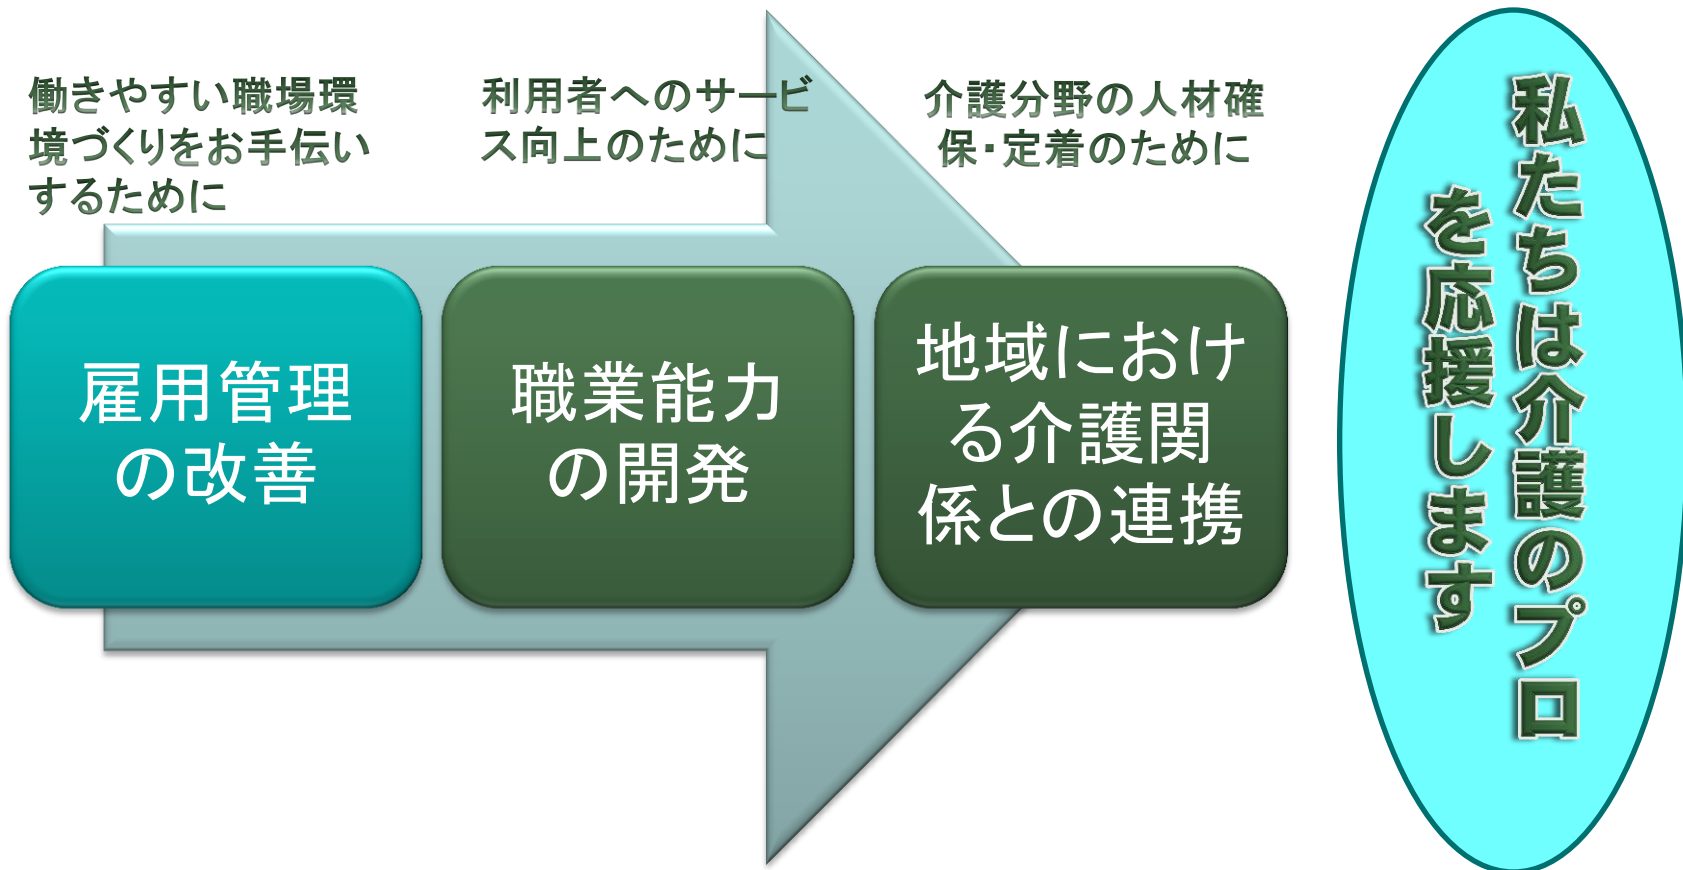 働きやすい職場環
境づくりをお手伝い
するために
利用者へのサービ
ス向上のために
介護分野の人材確
保・定着のために
雇用管理
の改善
職業能力
の開発
地域におけ
る介護関
係との連携
私たちは介護のプロ
を応援します